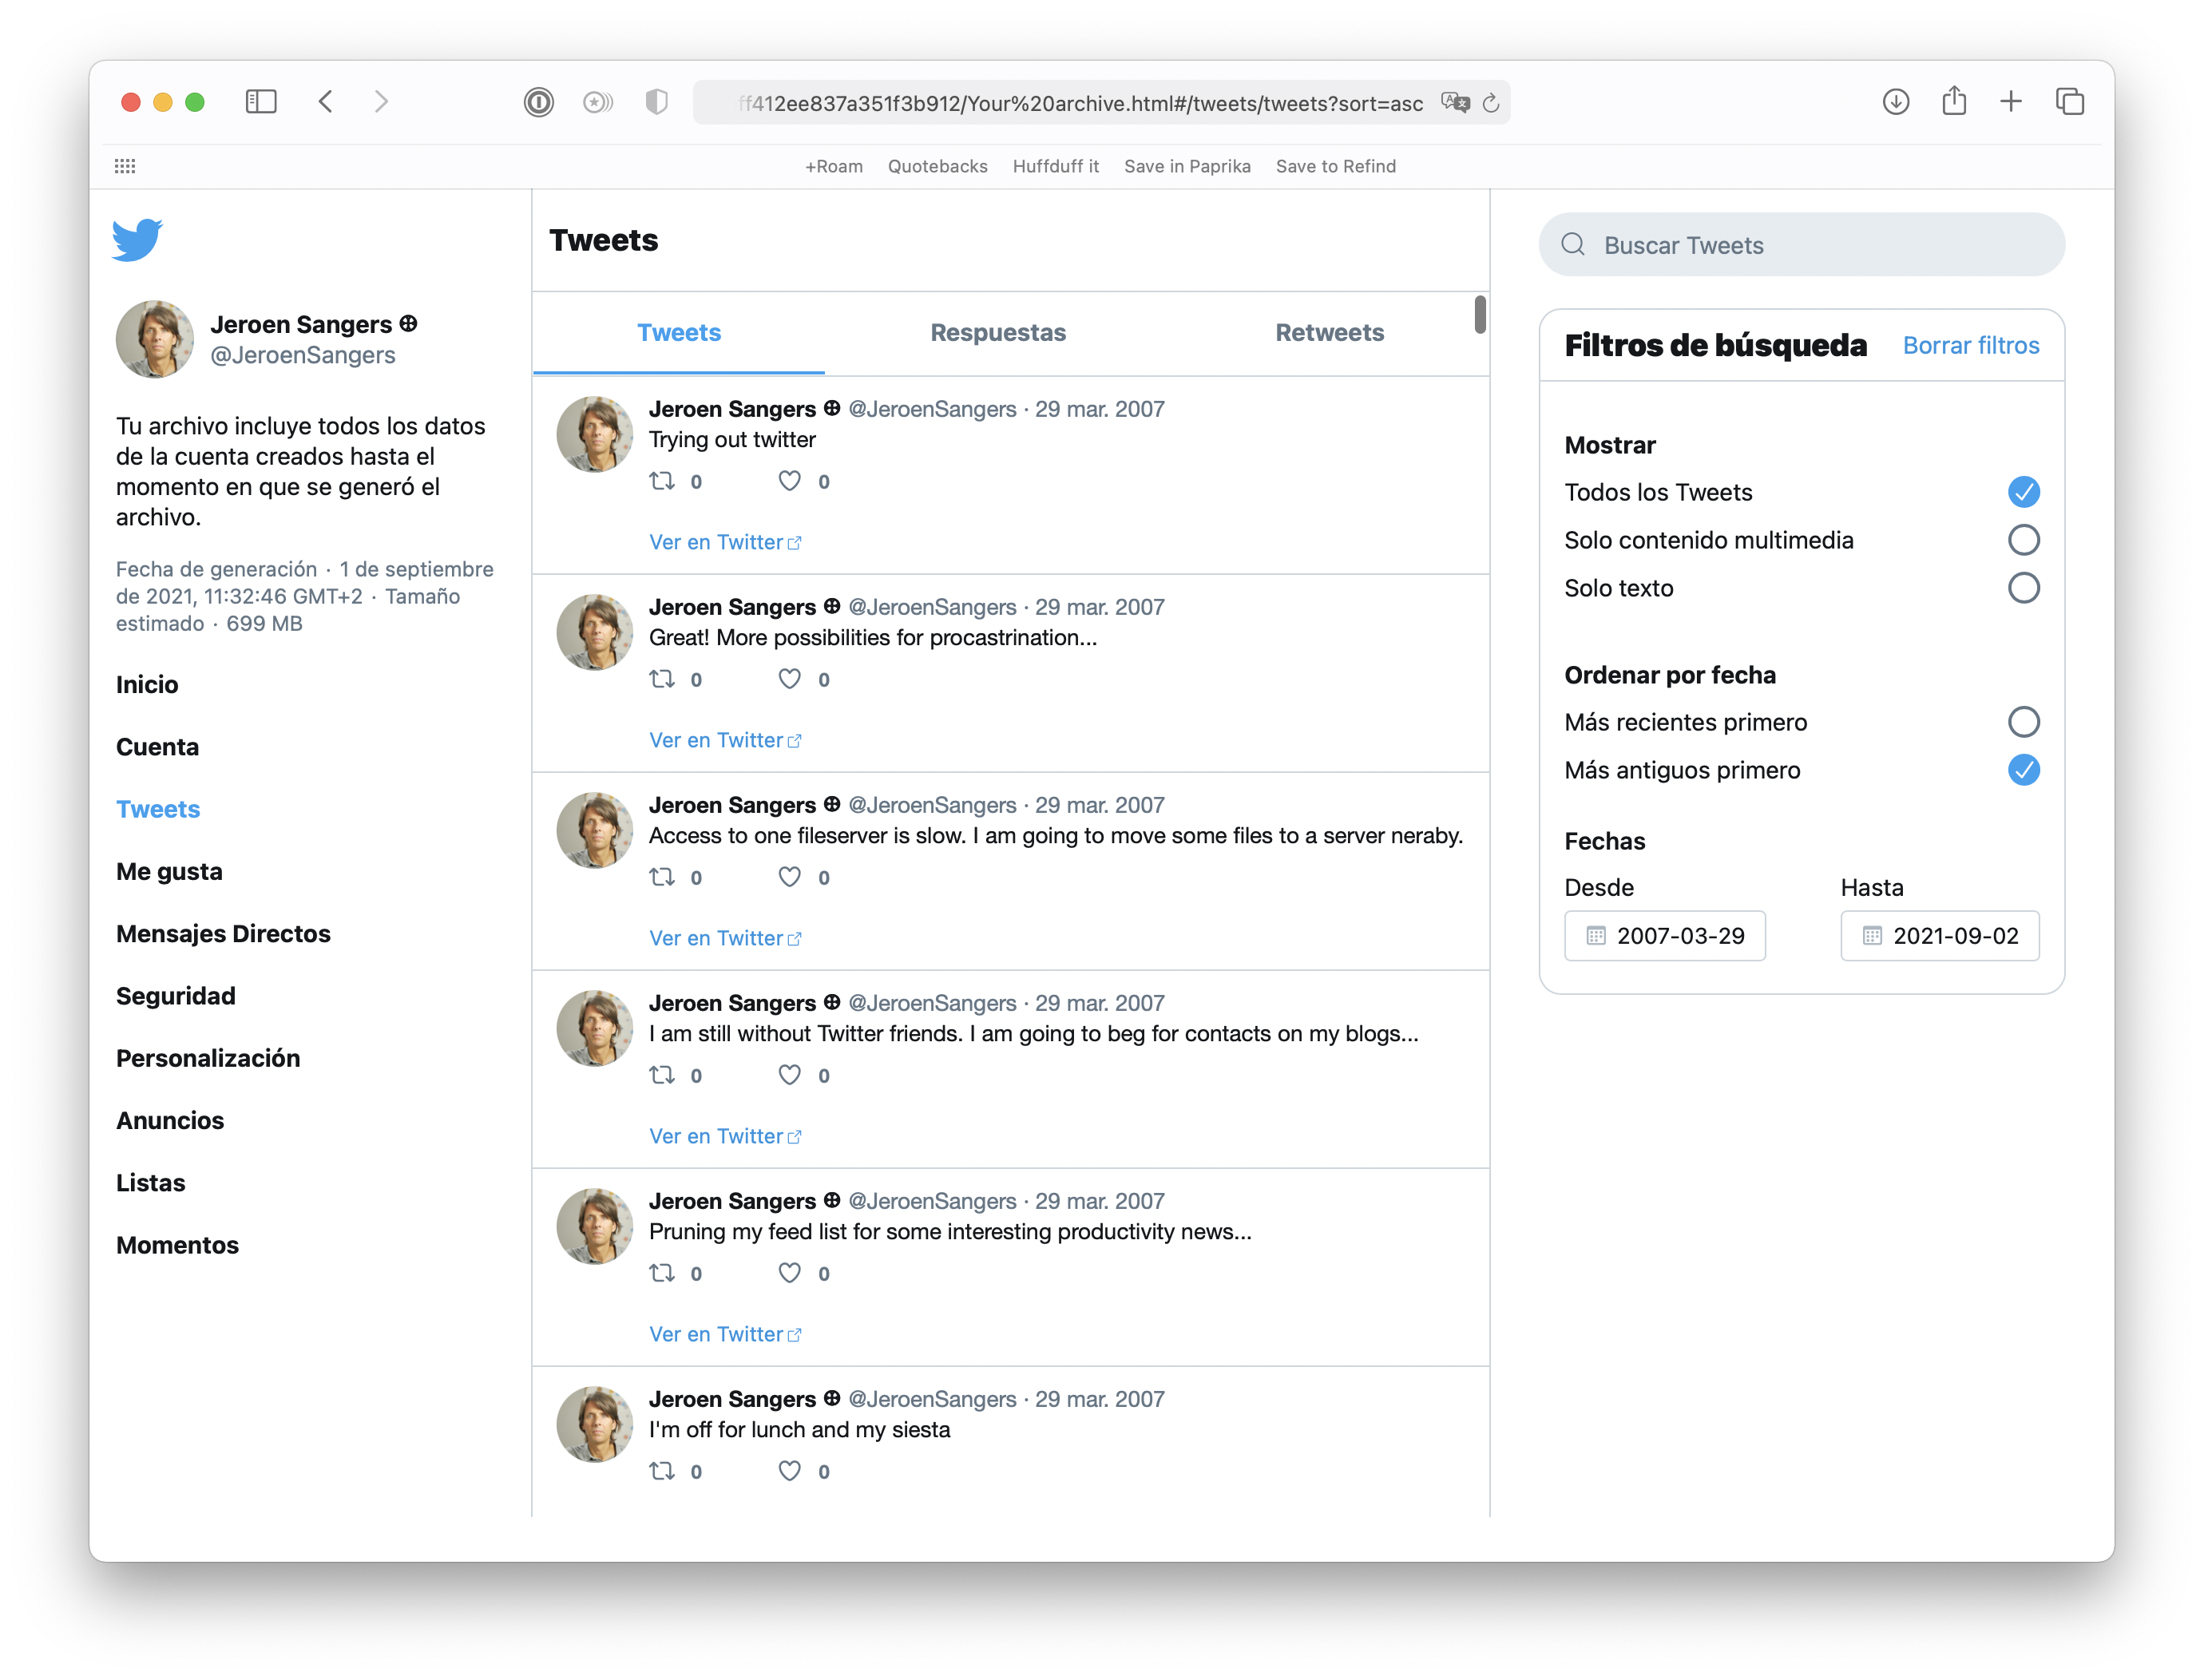 ff412ee837a351f3b912/Your%20archive.html#/tweets/tweets?sort=asc
+Roam Quotebacks Huffduff it Save in Paprika Save to Refind
Jeroen Sangers
@JeroenSangers
Tu archivo incluye todos los datos
de la cuenta creados hasta el
momento en que se generó el
archivo.
Fecha de generación · 1 de septiembre
de 2021, 11:32:46 GMT+2 · Tamaño
estimado · 699 MB
Inicio
Cuenta
Tweets
Me gusta
Mensajes Directos
Seguridad
Personalización
Anuncios
Listas
Momentos
Tweets
Tweets Respuestas Retweets
Jeroen Sangers @JeroenSangers · 29 mar. 2007
Trying out twitter
0 0
Ver en Twitter
Jeroen Sangers @JeroenSangers · 29 mar. 2007
Great! More possibilities for procastrination...
0 0
Ver en Twitter
Jeroen Sangers @JeroenSangers · 29 mar. 2007
Access to one fileserver is slow. I am going to move some files to a server neraby.
0 0
Ver en Twitter
Jeroen Sangers @JeroenSangers · 29 mar. 2007
I am still without Twitter friends. I am going to beg for contacts on my blogs...
0 0
Ver en Twitter
Jeroen Sangers @JeroenSangers · 29 mar. 2007
Pruning my feed list for some interesting productivity news...
0 0
Ver en Twitter
Jeroen Sangers @JeroenSangers · 29 mar. 2007
I'm off for lunch and my siesta
0 0
Buscar Tweets
Filtros de búsqueda Borrar filtros
Mostrar
Todos los Tweets
Solo contenido multimedia
Solo texto
Ordenar por fecha
Más recientes primero
Más antiguos primero
Fechas
Desde Hasta
2007-03-29 2021-09-02